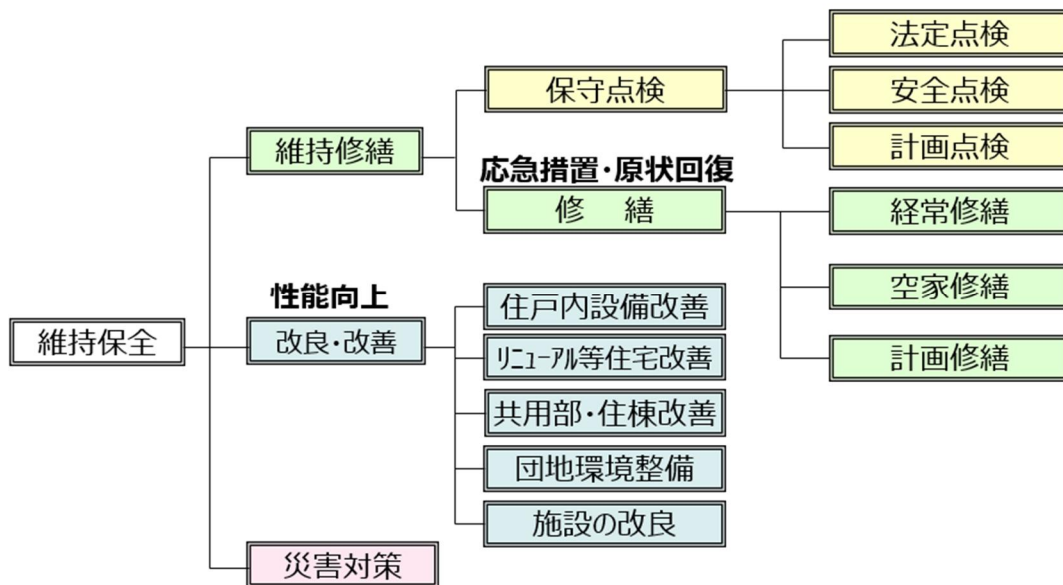 法定点検
保守点検
安全点検
維持修繕
計画点検
応急措置・原状回復
修 繕
経常修繕
空家修繕
計画修繕
性能向上
維持保全
改良・改善
住戸内設備改善
リニューアル等住宅改善
共用部・住棟改善
団地環境整備
施設の改良
災害対策